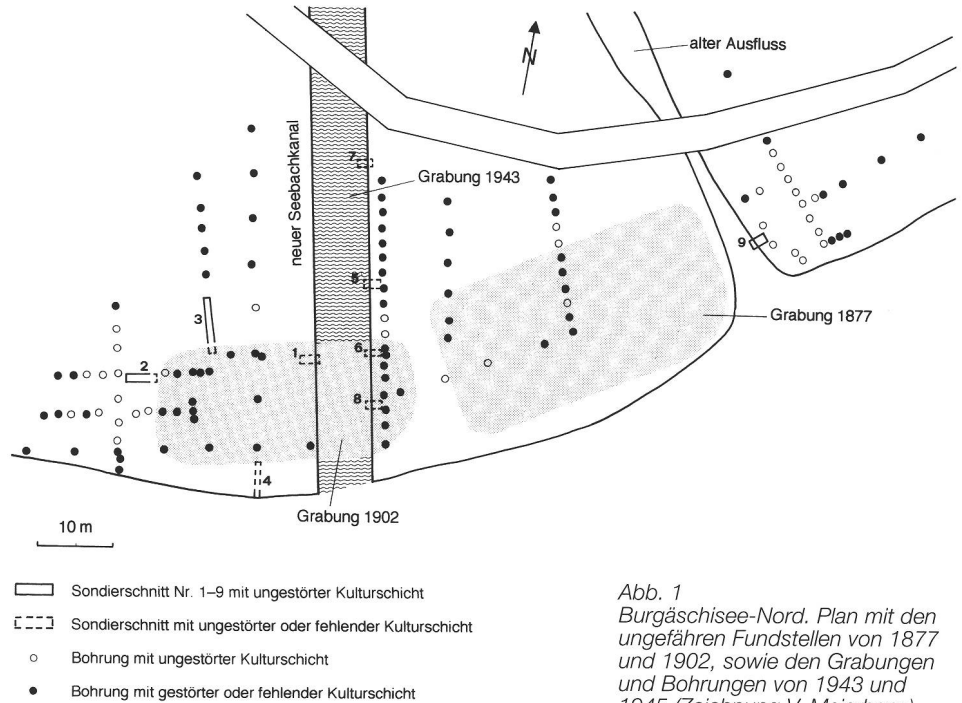 alter Ausfluss
N
neuer Seebachkanal
7
Grabung 1943
9
5
Grabung 1877
3
1
6
2
8
4
Grabung 1902
10 m
Sondierschnitt Nr. 1–9 mit ungestörter Kulturschicht
Sondierschnitt mit ungestörter oder fehlender Kulturschicht
Bohrung mit ungestörter Kulturschicht
Bohrung mit gestörter oder fehlender Kulturschicht
Abb. 1
Burgäschisee-Nord. Plan mit den
ungefähren Fundstellen von 1877
und 1902, sowie den Grabungen
und Bohrungen von 1943 und